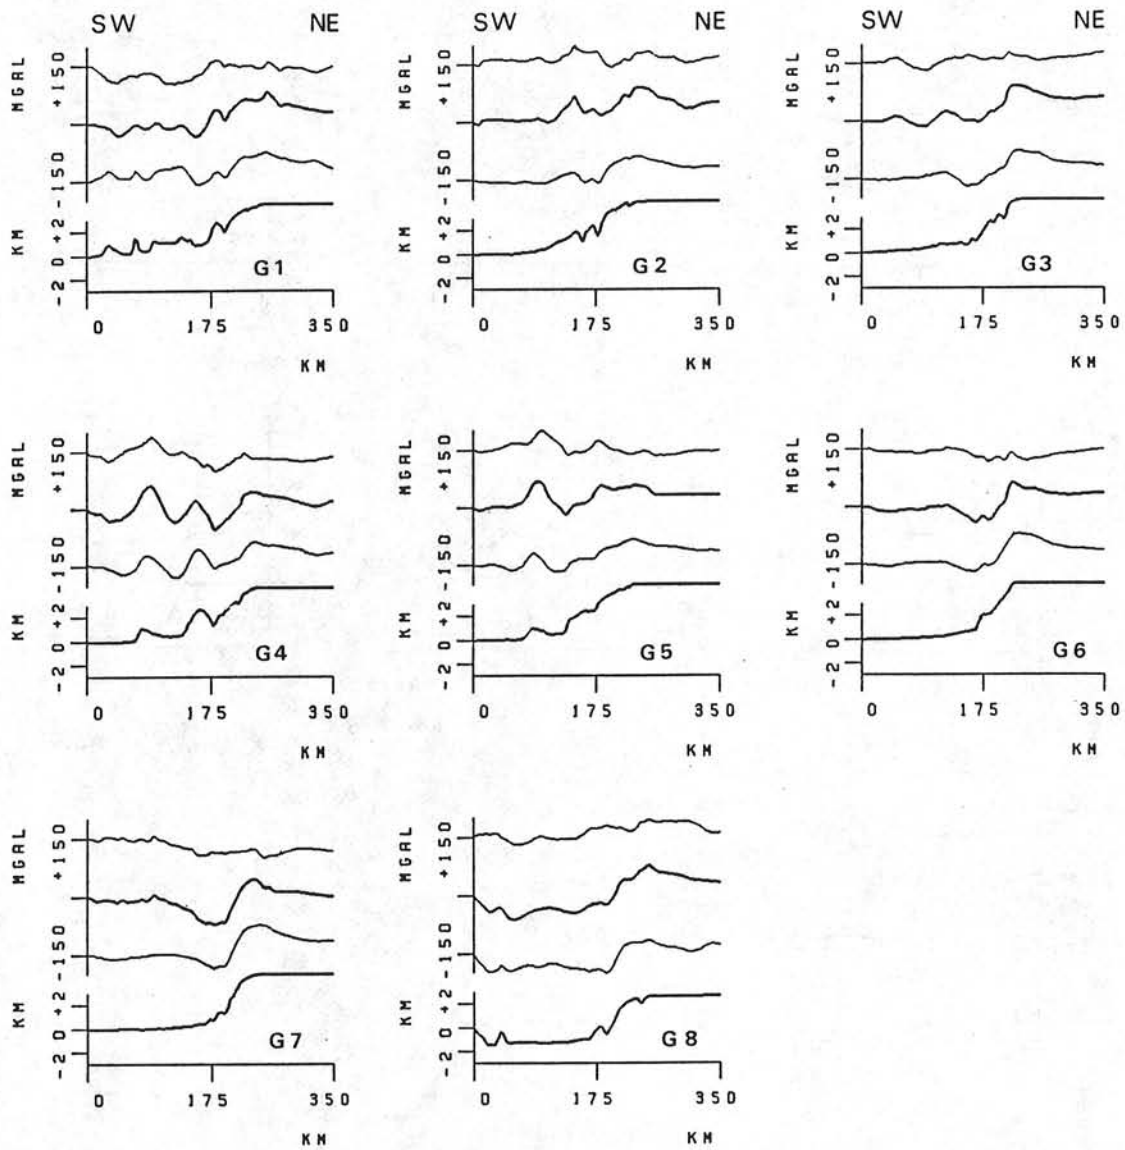 SW NE SW NE SW NE
MGAL +150 -150 KM +2 0 -2 G1 0 175 350 KM
MGAL +150 -150 KM +2 0 -2 G2 0 175 350 KM
MGAL +150 -150 KM +2 0 -2 G3 0 175 350 KM
MGAL +150 -150 KM +2 0 -2 G4 0 175 350 KM
MGAL +150 -150 KM +2 0 -2 G5 0 175 350 KM
MGAL +150 -150 KM +2 0 -2 G6 0 175 350 KM
MGAL +150 -150 KM +2 0 -2 G7 0 175 350 KM
MGAL +150 -150 KM +2 0 -2 G8 0 175 350 KM